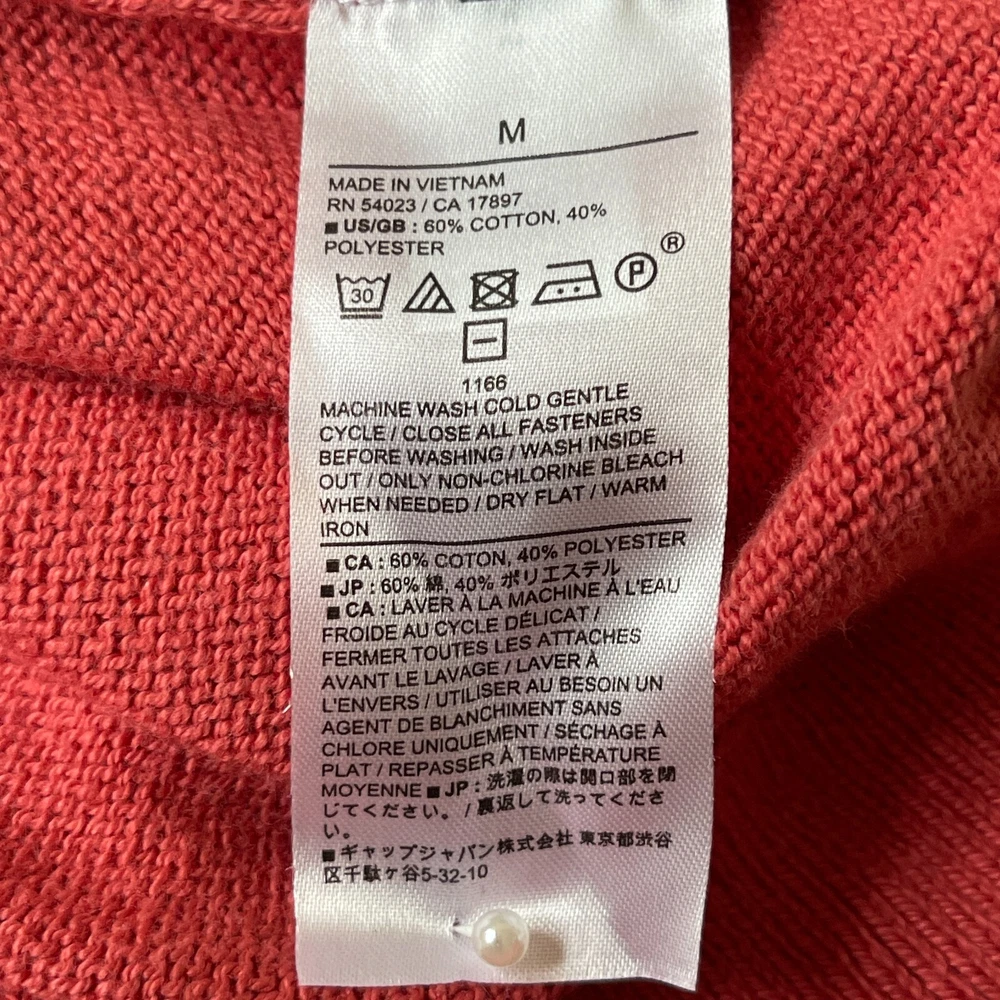 M
MADE IN VIETNAM
RN 54023 / CA 17897
■ US/GB : 60% COTTON, 40%
POLYESTER
30 P ®
1166
MACHINE WASH COLD GENTLE
CYCLE / CLOSE ALL FASTENERS
BEFORE WASHING / WASH INSIDE
OUT / ONLY NON-CHLORINE BLEACH
WHEN NEEDED / DRY FLAT / WARM
IRON
■ CA : 60% COTON, 40% POLYESTER
■ JP : 60% 綿, 40% ポリエステル
■ CA : LAVER À LA MACHINE À L'EAU
FROIDE AU CYCLE DÉLICAT /
FERMER TOUTES LES ATTACHES
AVANT LE LAVAGE / LAVER À
L'ENVERS / UTILISER AU BESOIN UN
AGENT DE BLANCHIMENT SANS
CHLORE UNIQUEMENT / SÉCHAGE À
PLAT / REPASSER À TEMPÉRATURE
MOYENNE ■ JP : 洗濯の際は開口部を閉
じてください。 / 裏返して洗ってくださ
い。
■ ギャップジャパン株式会社 東京都渋谷
区千駄ケ谷5-32-10